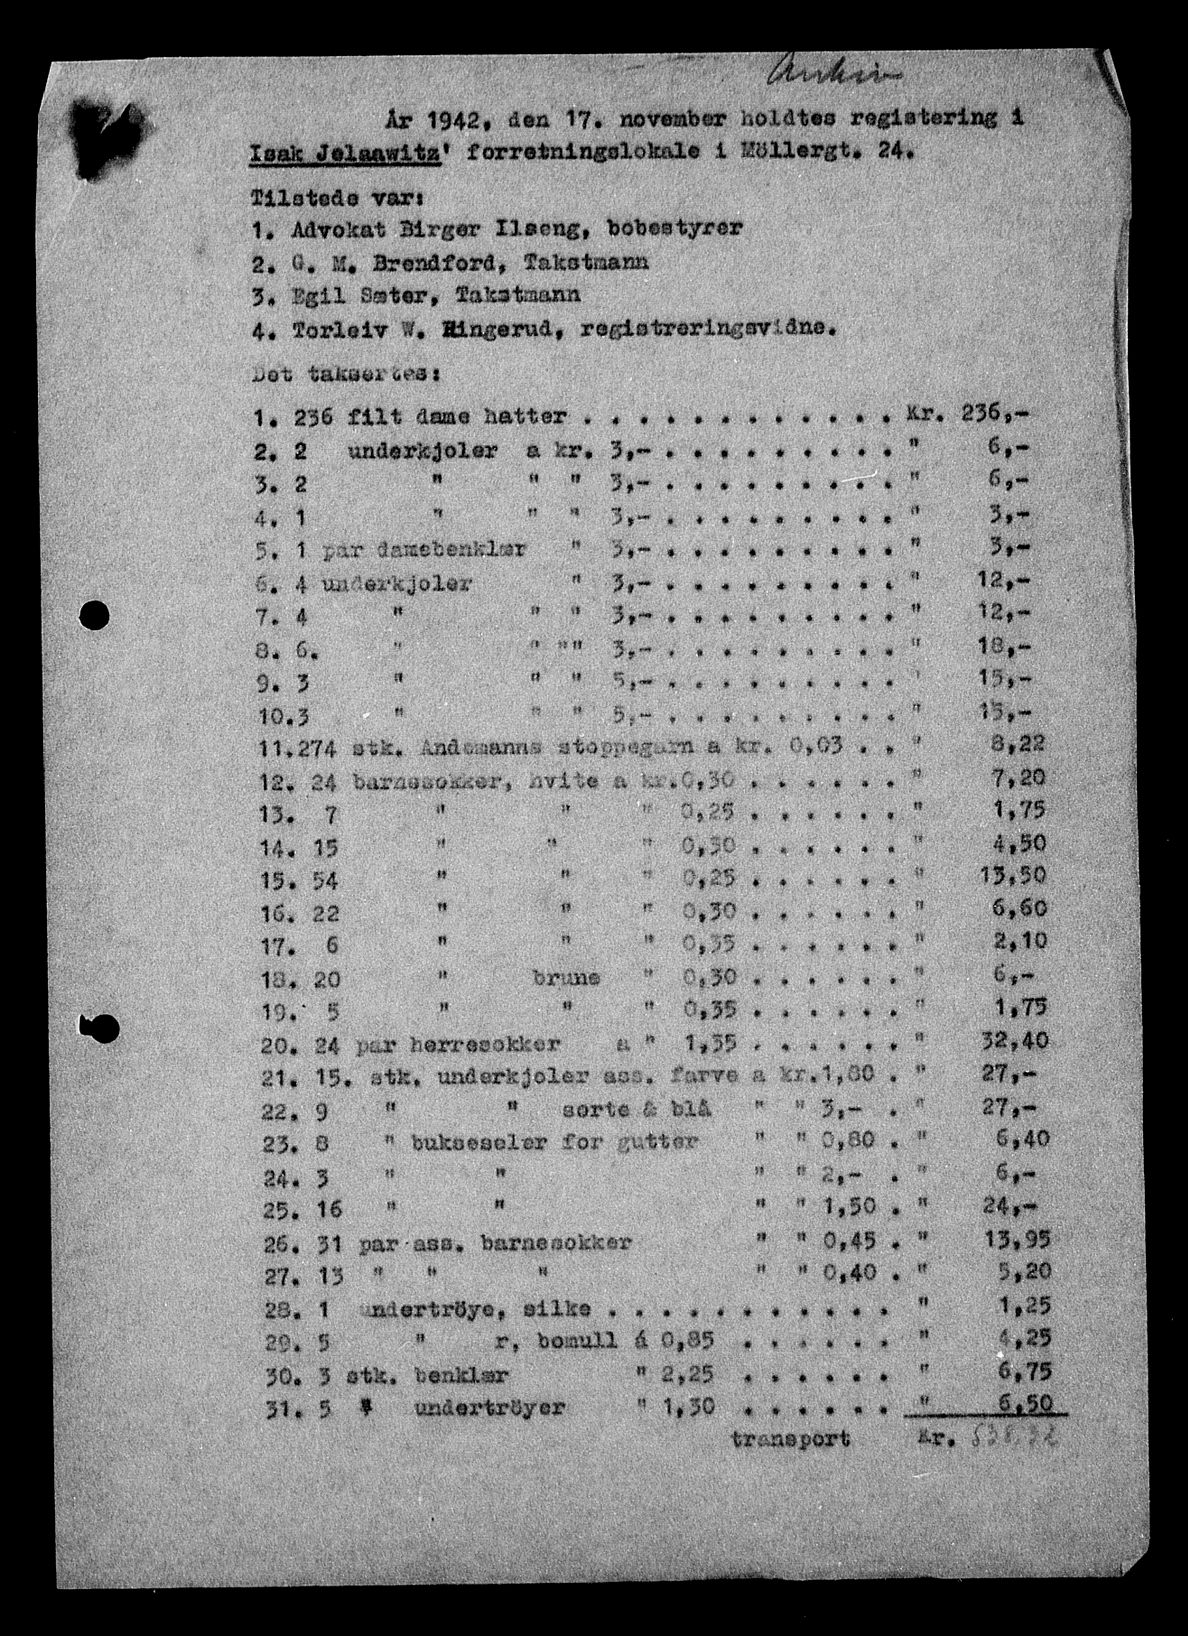 Arkiv
År 1942, den 17. november holdtes registering i
Isak Jelaawitz' forretningslokale i Möllergt. 24.
Tilstede var:
1. Advokat Birger Ilseng, bobestyrer
2. G. M. Brendford, Takstmann
3. Egil Sæter, Takstmann
4. Torleiv W. Ringerud, registreringsvidne.
Det taksertes:
1. 236 filt dame hatter . . . . . . . . . . . . Kr. 236,-
2. 2 underkjoler a kr. 3,- . . . . . . . . . " 6,-
3. 2 " " " 3,- . . . . . . . . . " 6,-
4. 1 " " " 3,- . . . . . . . . . " 3,-
5. 1 par damebenklær " 3,- . . . . . . . . . " 3,-
6. 4 underkjoler " 3,- . . . . . . . . . " 12,-
7. 4 " " " 3,- . . . . . . . . . " 12,-
8. 6. " " "" 3,- . . . . . . . . . " 18,-
9. 3 " " " 5,- . . . . . . . . . " 15,-
10.3 " " " 5,- . . . . . . . . . " 15,-
11.274 stk. Andemanns stoppegarn a kr. 0,03 . . " 8,22
12. 24 barnesokker, hvite a kr.0,30 . . . . . . " 7,20
13. 7 " " " 0,25 . . . . . . " 1,75
14. 15 " " " 0,30 . . . . . . " 4,50
15. 54 " " " 0,25 . . . . . . " 13,50
16. 22 " " " 0,30 . . . . . . " 6,60
17. 6 " " " 0,35 . . . . . . " 2,10
18. 20 " brune " 0,30 . . . . . . " 6,-
19. 5 " " " 0,35 . . . . . . " 1,75
20. 24 par herresokker a " 1,35 . . . . . . " 32,40
21. 15. stk. underkjoler ass. farve a kr.1,80 . " 27,-
22. 9 " " sorte & blå " " 3,- . " 27,-
23. 8 " bukseseler for gutter " " 0,80 . " 6,40
24. 3 " " " " 2,- . " 6,-
25. 16 " " " " 1,50 . " 24,-
26. 31 par ass. barnesokker " " 0,45 . " 13,95
27. 13 " " " " " 0,40 . " 5,20
28. 1 undertröye, silke . . . . . . . . . . . " 1,25
29. 5 " r, bomull á 0,85 . . . . . . " 4,25
30. 3 stk. benklær " 2,25 . . . . . . " 6,75
31. 5 " undertröyer " 1,30 . . . . . . " 6,50
transport Kr. 538,32